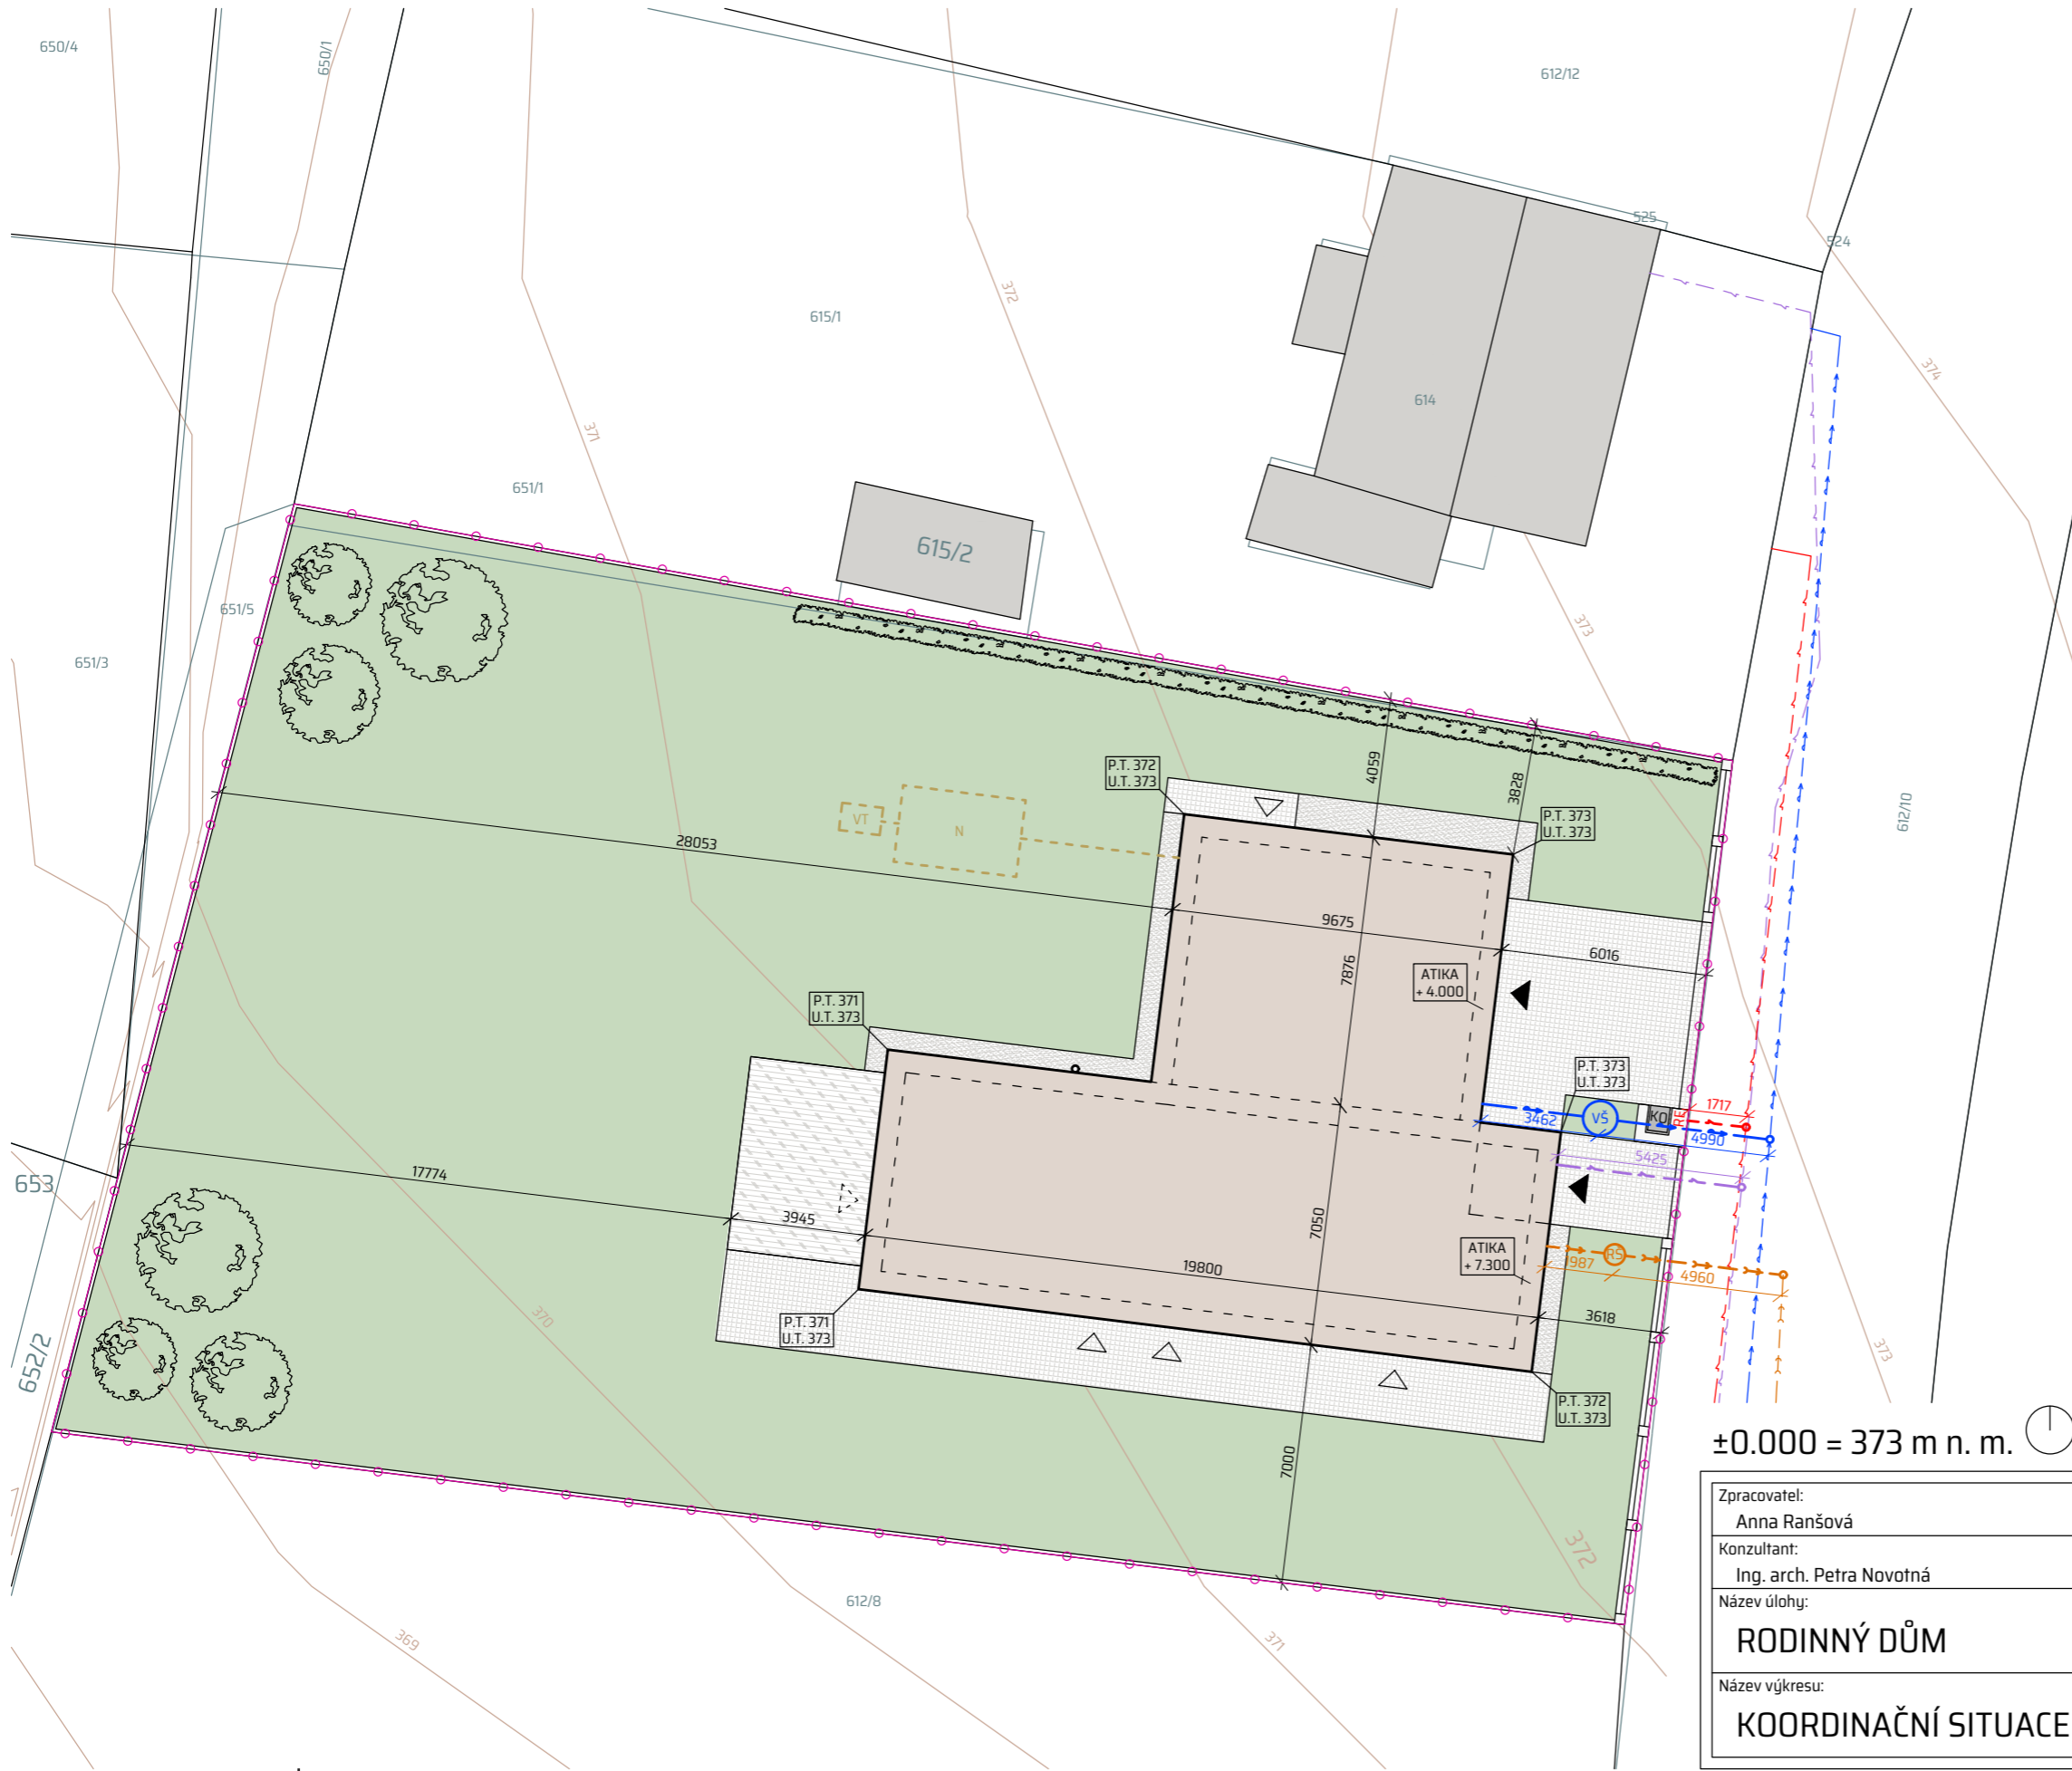 650/4
650/1
612/12
525
524
372
615/1
374
614
371
651/1
615/2
651/5
373
651/3
4059
P.T. 372
U.T. 373
3828
P.T. 373
U.T. 373
612/10
VT
N
28053
9675
6016
7876
ATIKA
+ 4.000
P.T. 371
U.T. 373
P.T. 373
U.T. 373
3462
VŠ
KO
RE
1717
4990
5425
17774
653
3945
7050
ATIKA
+ 7.300
RŠ
1987
4960
19800
3618
P.T. 371
U.T. 373
370
373
652/2
P.T. 372
U.T. 373
7000
372
±0.000 = 373 m n. m.
612/8
369
371
Zpracovatel:
Anna Ranšová
Konzultant:
Ing. arch. Petra Novotná
Název úlohy:
RODINNÝ DŮM
Název výkresu:
KOORDINAČNÍ SITUACE